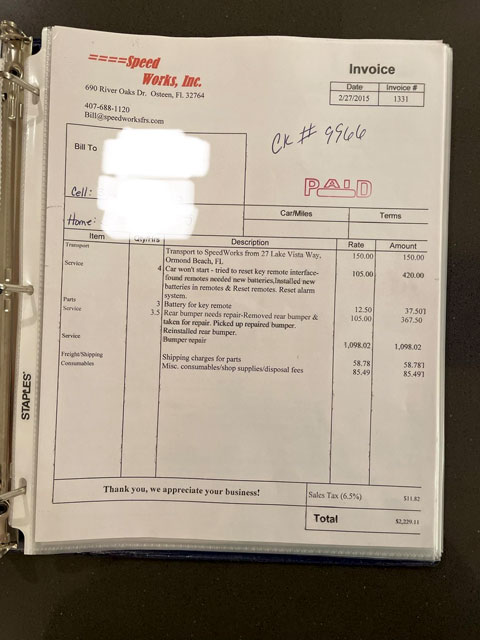 ====Speed
Works, Inc.
690 River Oaks Dr. Osteen, Fl. 32764
407-688-1120
Bill@speedworksfrs.com
Invoice
Date Invoice #
2/27/2015 1331
CK # 9966
Bill To
Cell:
Home:
PAID
Car/Miles Terms
Item Qty/Hrs Description Rate Amount
Transport Transport to SpeedWorks from 27 Lake Vista Way, 150.00 150.00
Ormond Beach, FL
Service 4 Car won't start - tried to reset key remote interface- 105.00 420.00
found remotes needed new batteries,Installed new
batteries in remotes & Reset remotes. Reset alarm
system.
Parts 3 Battery for key remote 12.50 37.50T
Service 3.5 Rear bumper needs repair-Removed rear bumper & 105.00 367.50
taken for repair. Picked up repaired bumper.
Reinstalled rear bumper.
Service Bumper repair 1,098.02 1,098.02
Freight/Shipping Shipping charges for parts 58.78 58.78T
Consumables Misc. consumables/shop supplies/disposal fees 85.49 85.49T
Thank you, we appreciate your business!
Sales Tax (6.5%) $11.82
Total $2,229.11
STAPLES